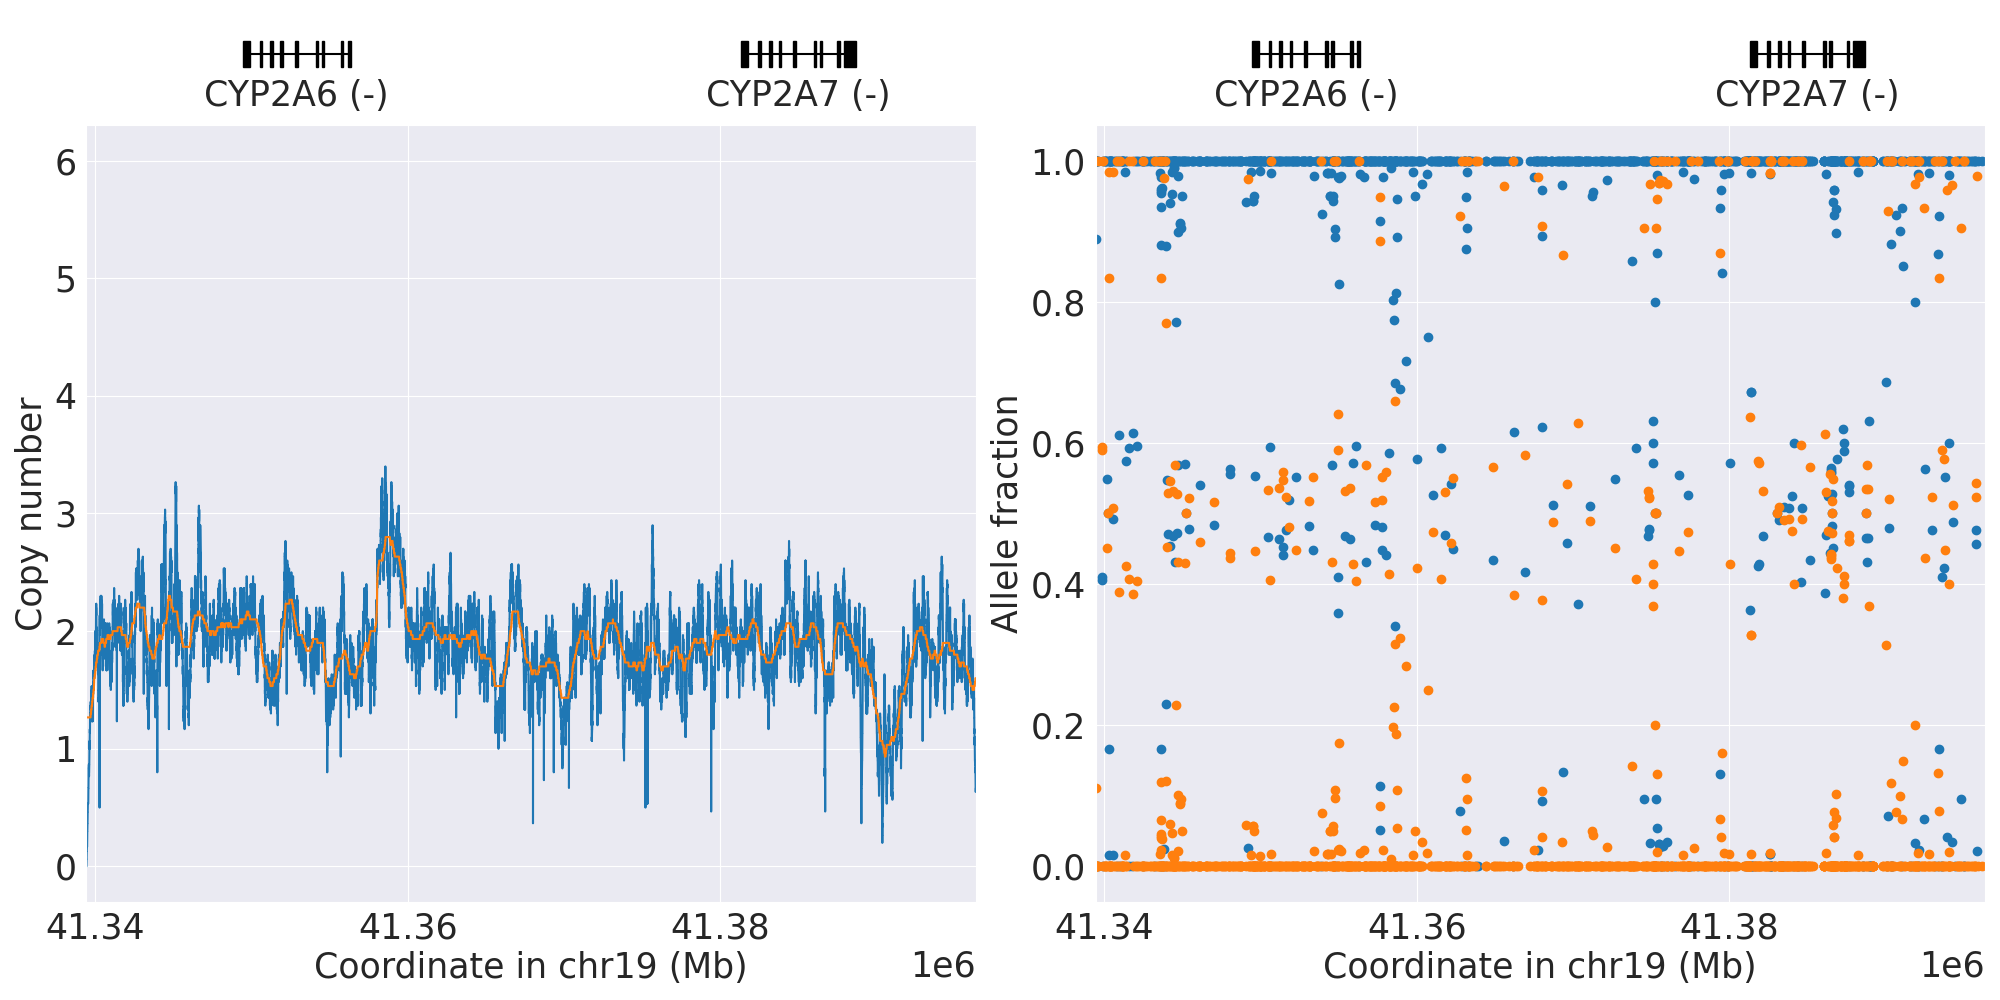 CYP2A6 (-) CYP2A7 (-)
6
5
4
3
2
1
0
Copy number
41.34 41.36 41.38
Coordinate in chr19 (Mb) 1e6
CYP2A6 (-) CYP2A7 (-)
1.0
0.8
0.6
0.4
0.2
0.0
Allele fraction
41.34 41.36 41.38
Coordinate in chr19 (Mb) 1e6